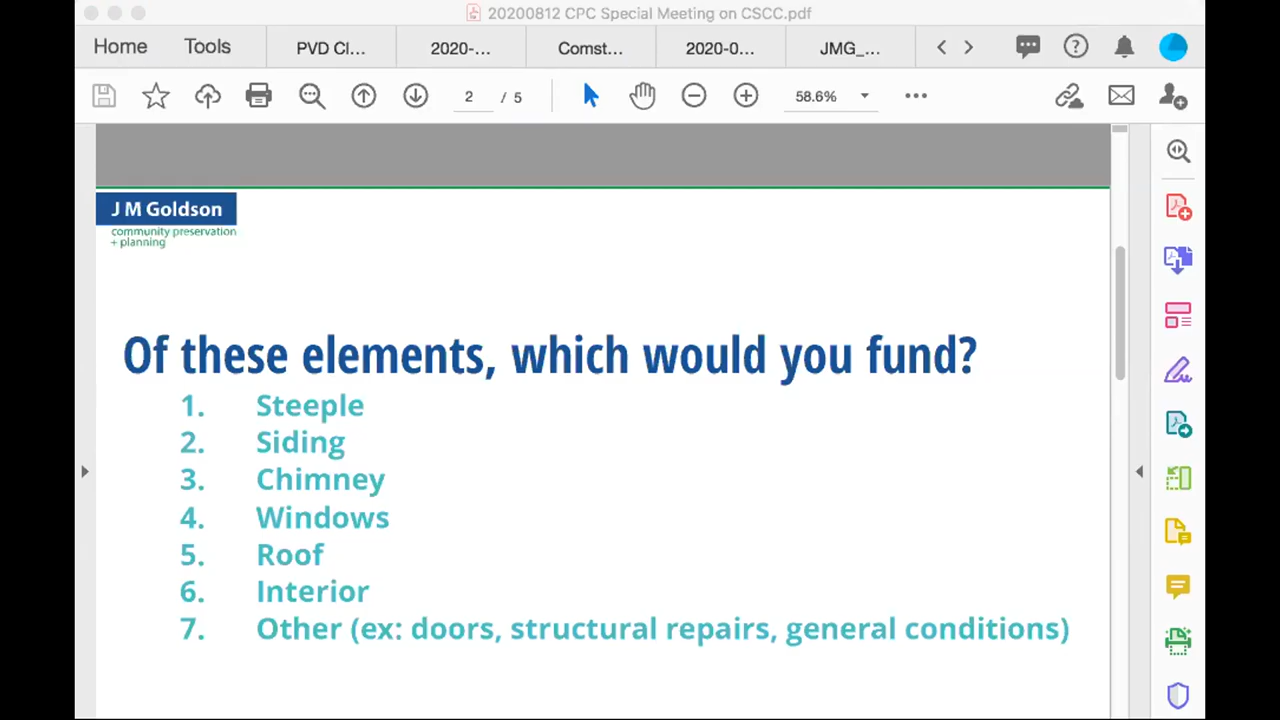 20200812 CPC Special Meeting on CSCC.pdf
Home Tools PVD Cl... 2020-... Comst... 2020-0... JMG_...
2 / 5 58.6%
J M Goldson
community preservation
+ planning
Of these elements, which would you fund?
1. Steeple
2. Siding
3. Chimney
4. Windows
5. Roof
6. Interior
7. Other (ex: doors, structural repairs, general conditions)